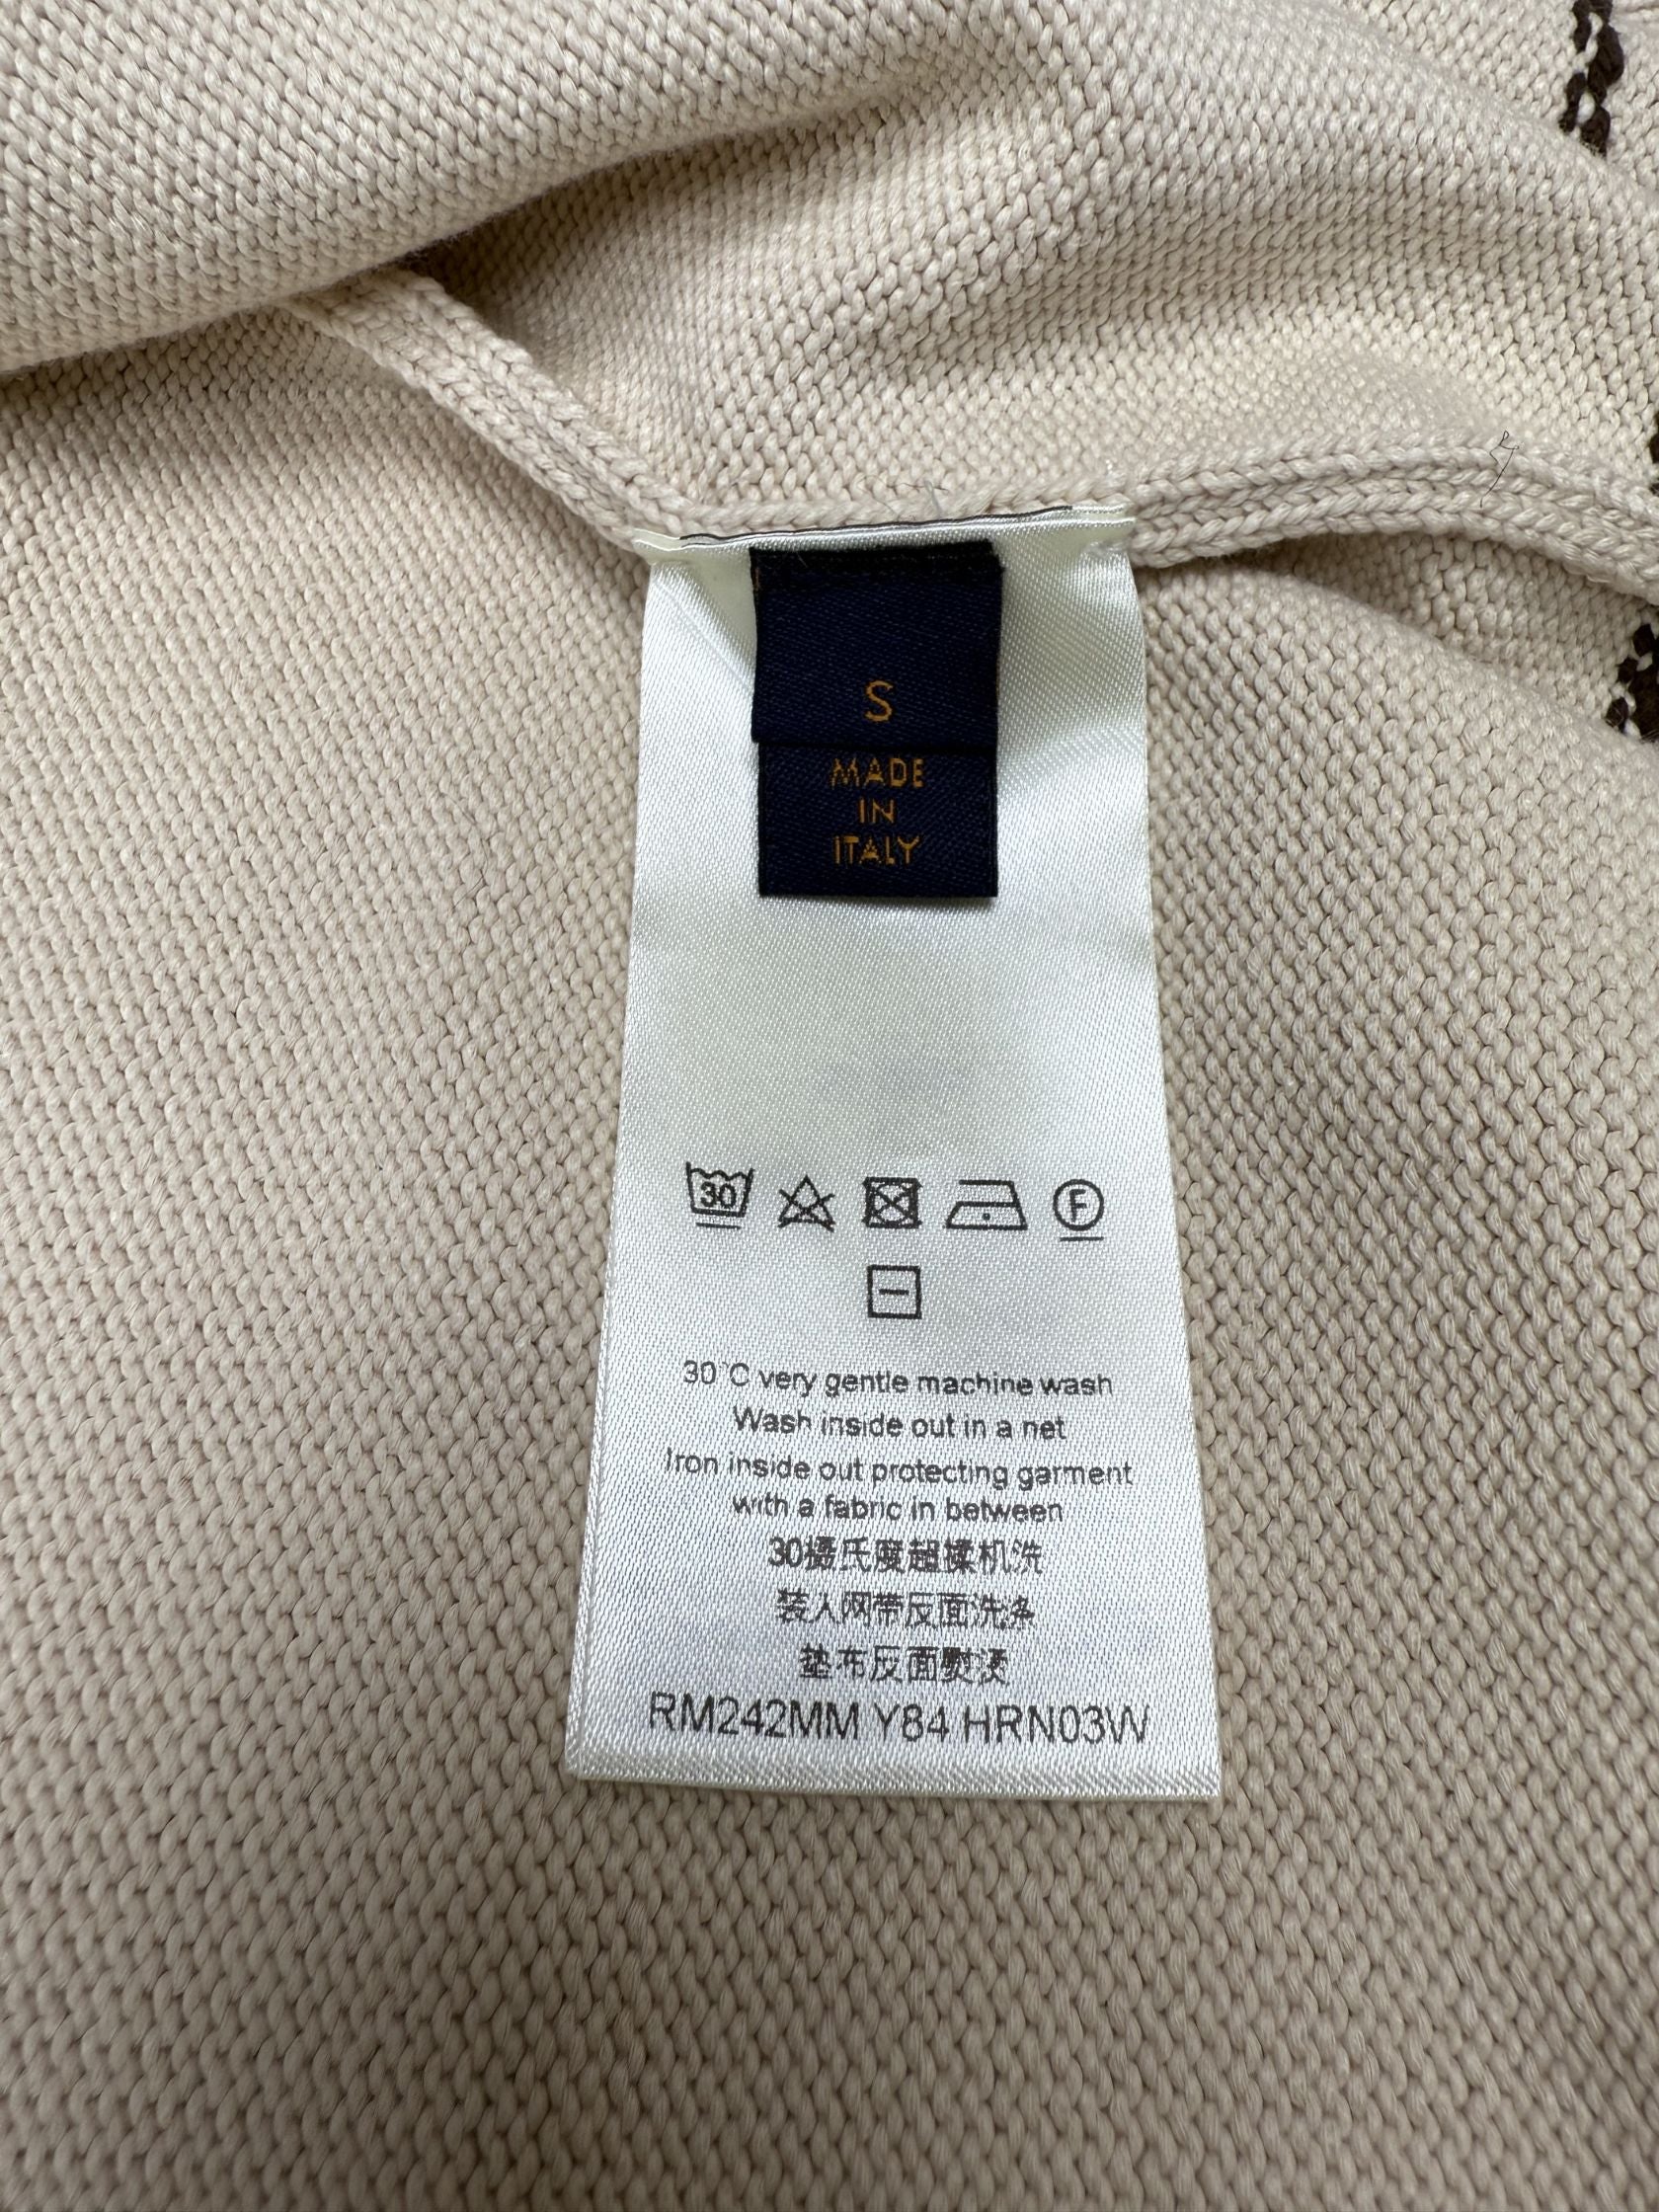 S
MADE
IN
ITALY
30
F
30°C very gentle machine wash
Wash inside out in a net
Iron inside out protecting garment
with a fabric in between
30摄氏度超揉机洗
装入网带反面洗涤
垫布反面熨烫
RM242MM Y84 HRN03W